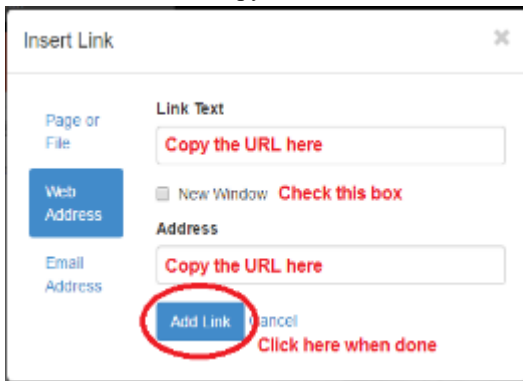 Insert Link ×
Page or
File
Web
Address
Email
Address
Link Text
Copy the URL here
New Window Check this box
Address
Copy the URL here
Add Link Cancel
Click here when done